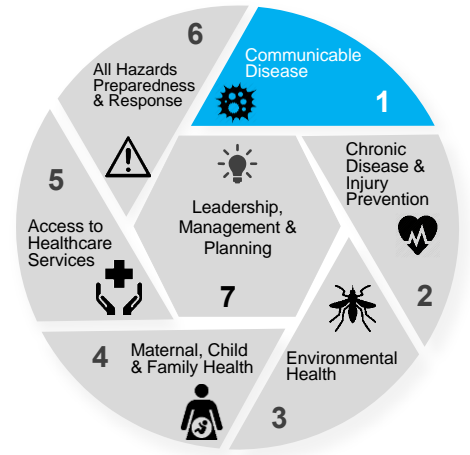 Communicable
Disease
1
Chronic
Disease &
Injury
Prevention
2
Environmental
Health
3
Maternal, Child
& Family Health
4
Access to
Healthcare
Services
5
All Hazards
Preparedness
& Response
6
Leadership,
Management &
Planning
7